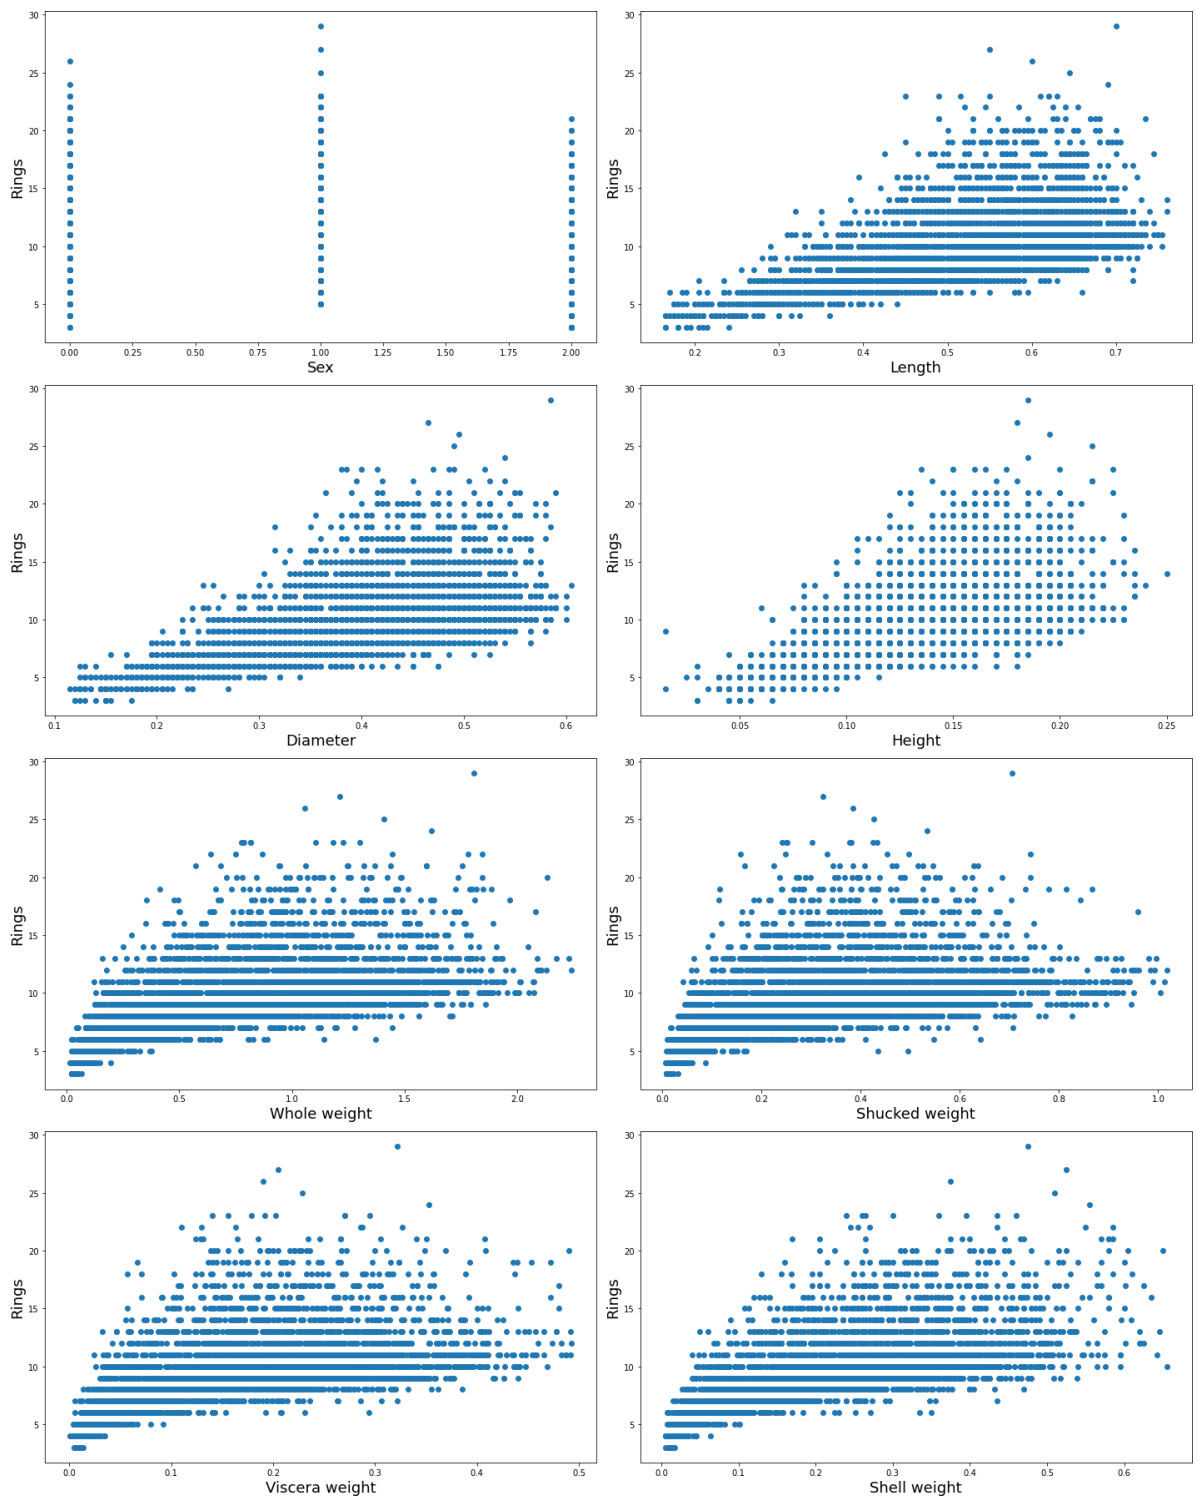 30
25
20
15
10
5
Rings
0.00 0.25 0.50 0.75 1.00 1.25 1.50 1.75 2.00
Sex
30
25
20
15
10
5
Rings
0.2 0.3 0.4 0.5 0.6 0.7
Length
30
25
20
15
10
5
Rings
0.1 0.2 0.3 0.4 0.5 0.6
Diameter
30
25
20
15
10
5
Rings
0.05 0.10 0.15 0.20 0.25
Height
30
25
20
15
10
5
Rings
0.0 0.5 1.0 1.5 2.0
Whole weight
30
25
20
15
10
5
Rings
0.0 0.2 0.4 0.6 0.8 1.0
Shucked weight
30
25
20
15
10
5
Rings
0.0 0.1 0.2 0.3 0.4 0.5
Viscera weight
30
25
20
15
10
5
Rings
0.0 0.1 0.2 0.3 0.4 0.5 0.6
Shell weight